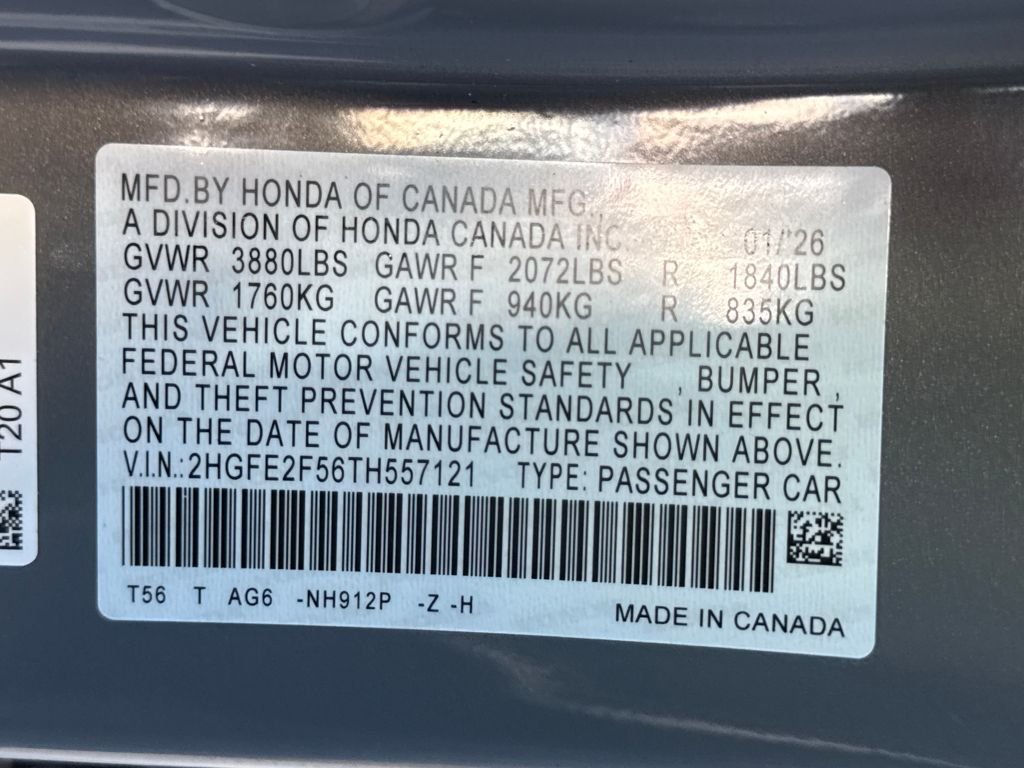 MFD.BY HONDA OF CANADA MFG.,
A DIVISION OF HONDA CANADA INC. 01/'26
GVWR 3880LBS GAWR F 2072LBS R 1840LBS
GVWR 1760KG GAWR F 940KG R 835KG
THIS VEHICLE CONFORMS TO ALL APPLICABLE
FEDERAL MOTOR VEHICLE SAFETY , BUMPER ,
AND THEFT PREVENTION STANDARDS IN EFFECT
ON THE DATE OF MANUFACTURE SHOWN ABOVE.
V.I.N.:2HGFE2F56TH557121 TYPE: PASSENGER CAR
T56 T AG6 -NH912P -Z -H
MADE IN CANADA
T20 A1